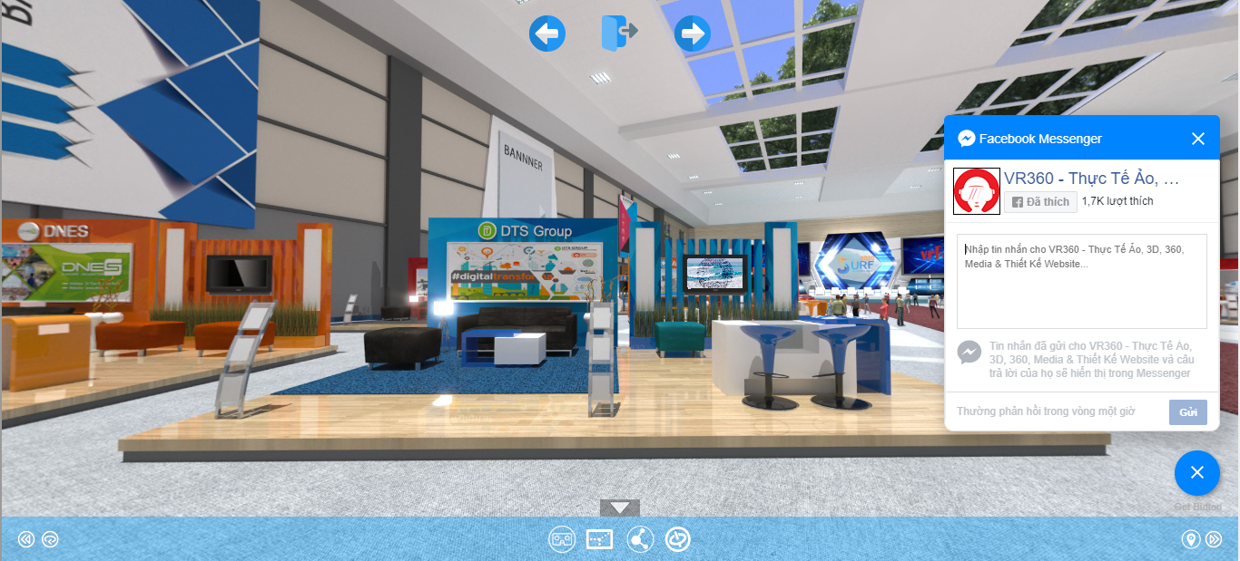 BANNNER
DNES
DNES
DTS Group
DTS GROUP
#digitaltransfo
URF
VRF
Facebook Messenger
VR360 - Thực Tế Ảo, ...
Đã thích 1,7K lượt thích
Nhập tin nhắn cho VR360 - Thực Tế Ảo, 3D, 360,
Media & Thiết Kế Website...
Tin nhắn đã gửi cho VR360 - Thực Tế Ảo,
3D, 360, Media & Thiết Kế Website và câu
trả lời của họ sẽ hiển thị trong Messenger
Thường phản hồi trong vòng một giờ
Gửi
Get Button